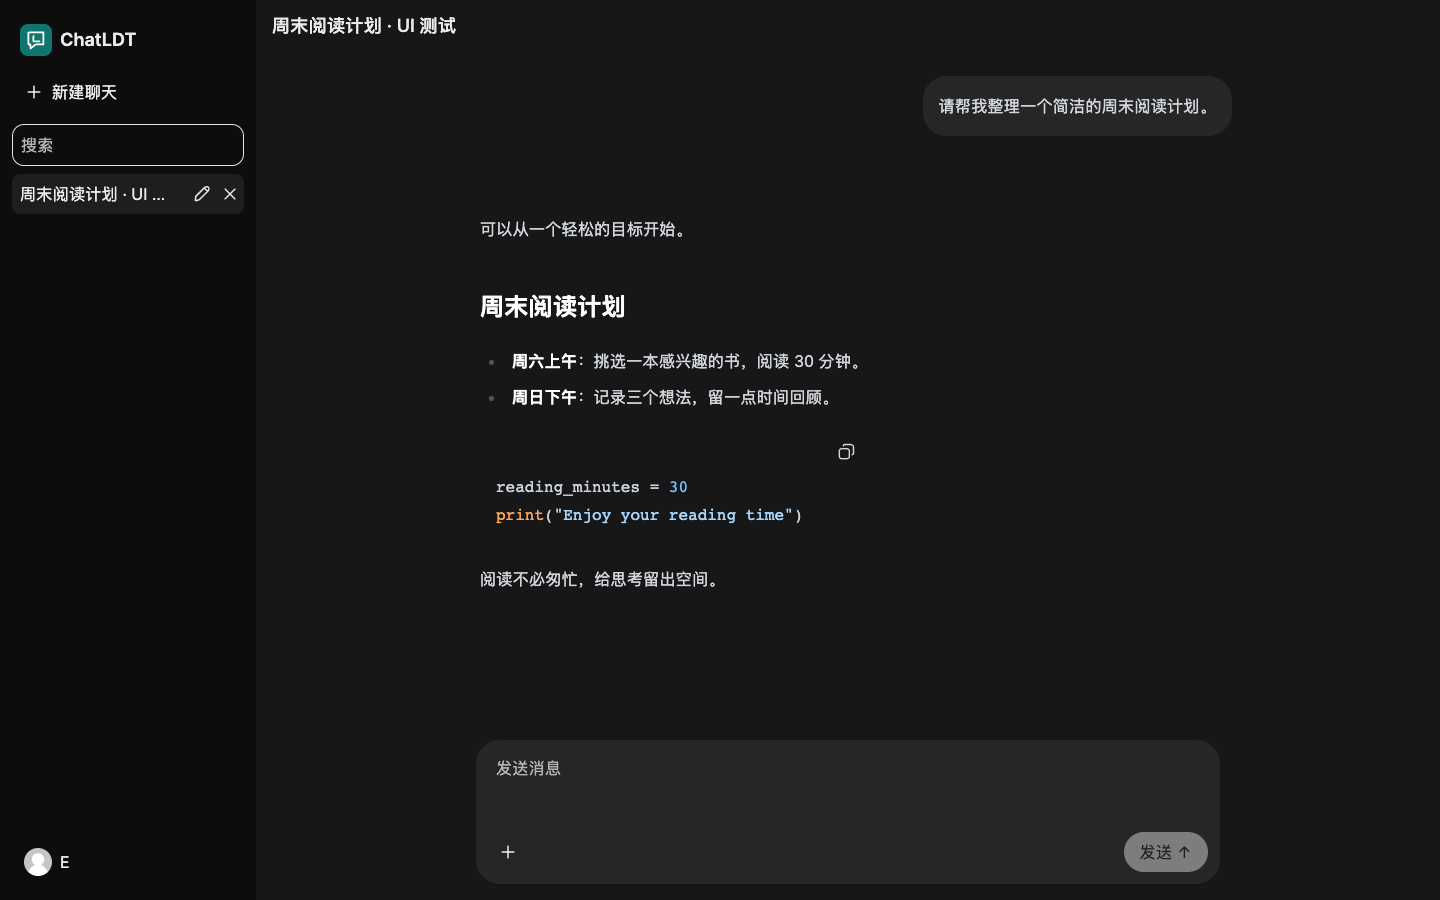 ChatLDT
新建聊天
搜索
周末阅读计划 · UI ...
E
周末阅读计划 · UI 测试
请帮我整理一个简洁的周末阅读计划。
可以从一个轻松的目标开始。
周末阅读计划
周六上午：挑选一本感兴趣的书，阅读 30 分钟。
周日下午：记录三个想法，留一点时间回顾。
reading_minutes = 30
print("Enjoy your reading time")
阅读不必匆忙，给思考留出空间。
发送消息
发送 ↑